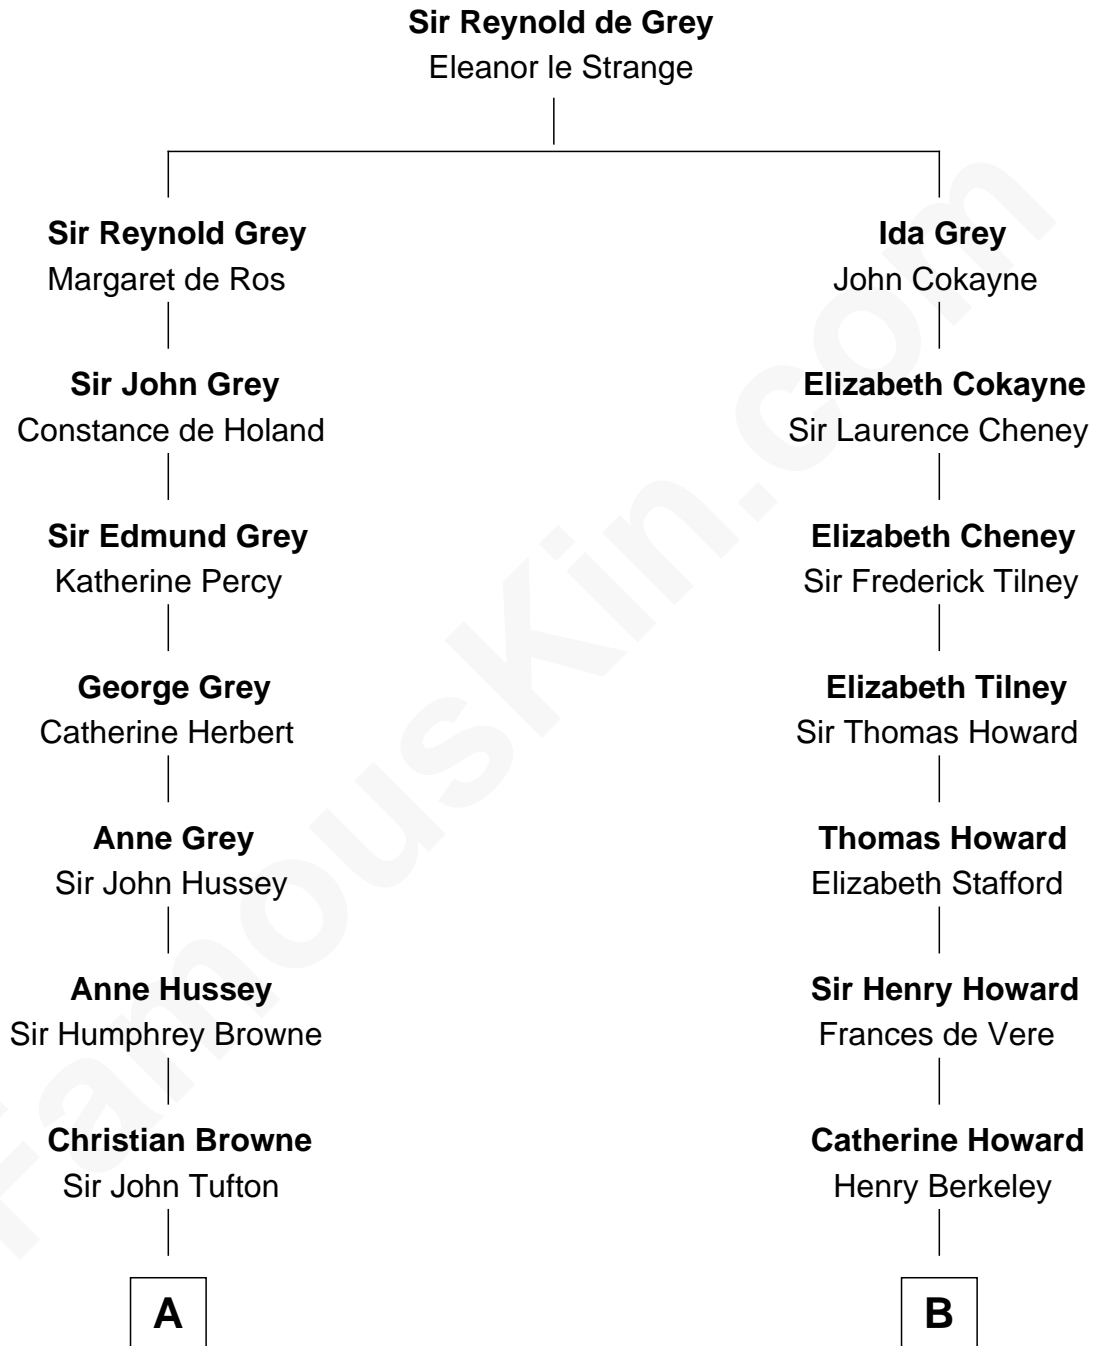 Sir Reynold de Grey
Eleanor le Strange
Sir Reynold Grey
Margaret de Ros
Ida Grey
John Cokayne
Sir John Grey
Constance de Holand
Elizabeth Cokayne
Sir Laurence Cheney
Sir Edmund Grey
Katherine Percy
Elizabeth Cheney
Sir Frederick Tilney
George Grey
Catherine Herbert
Elizabeth Tilney
Sir Thomas Howard
Anne Grey
Sir John Hussey
Thomas Howard
Elizabeth Stafford
Anne Hussey
Sir Humphrey Browne
Sir Henry Howard
Frances de Vere
Christian Browne
Sir John Tufton
Catherine Howard
Henry Berkeley
A
B
FamousKin.com